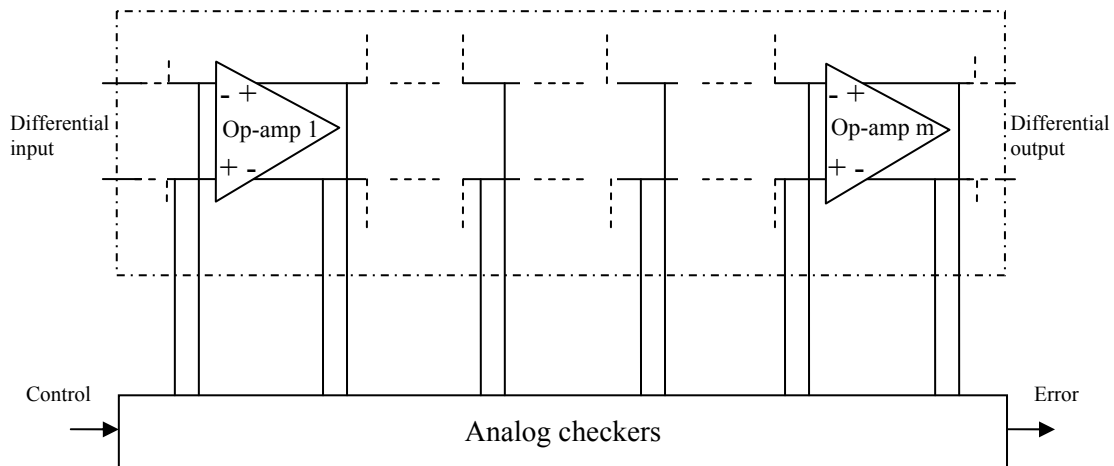 - +
Op-amp 1
+ -
- +
Op-amp m
+ -
Differential
input
Differential
output
Control
Error
Analog checkers